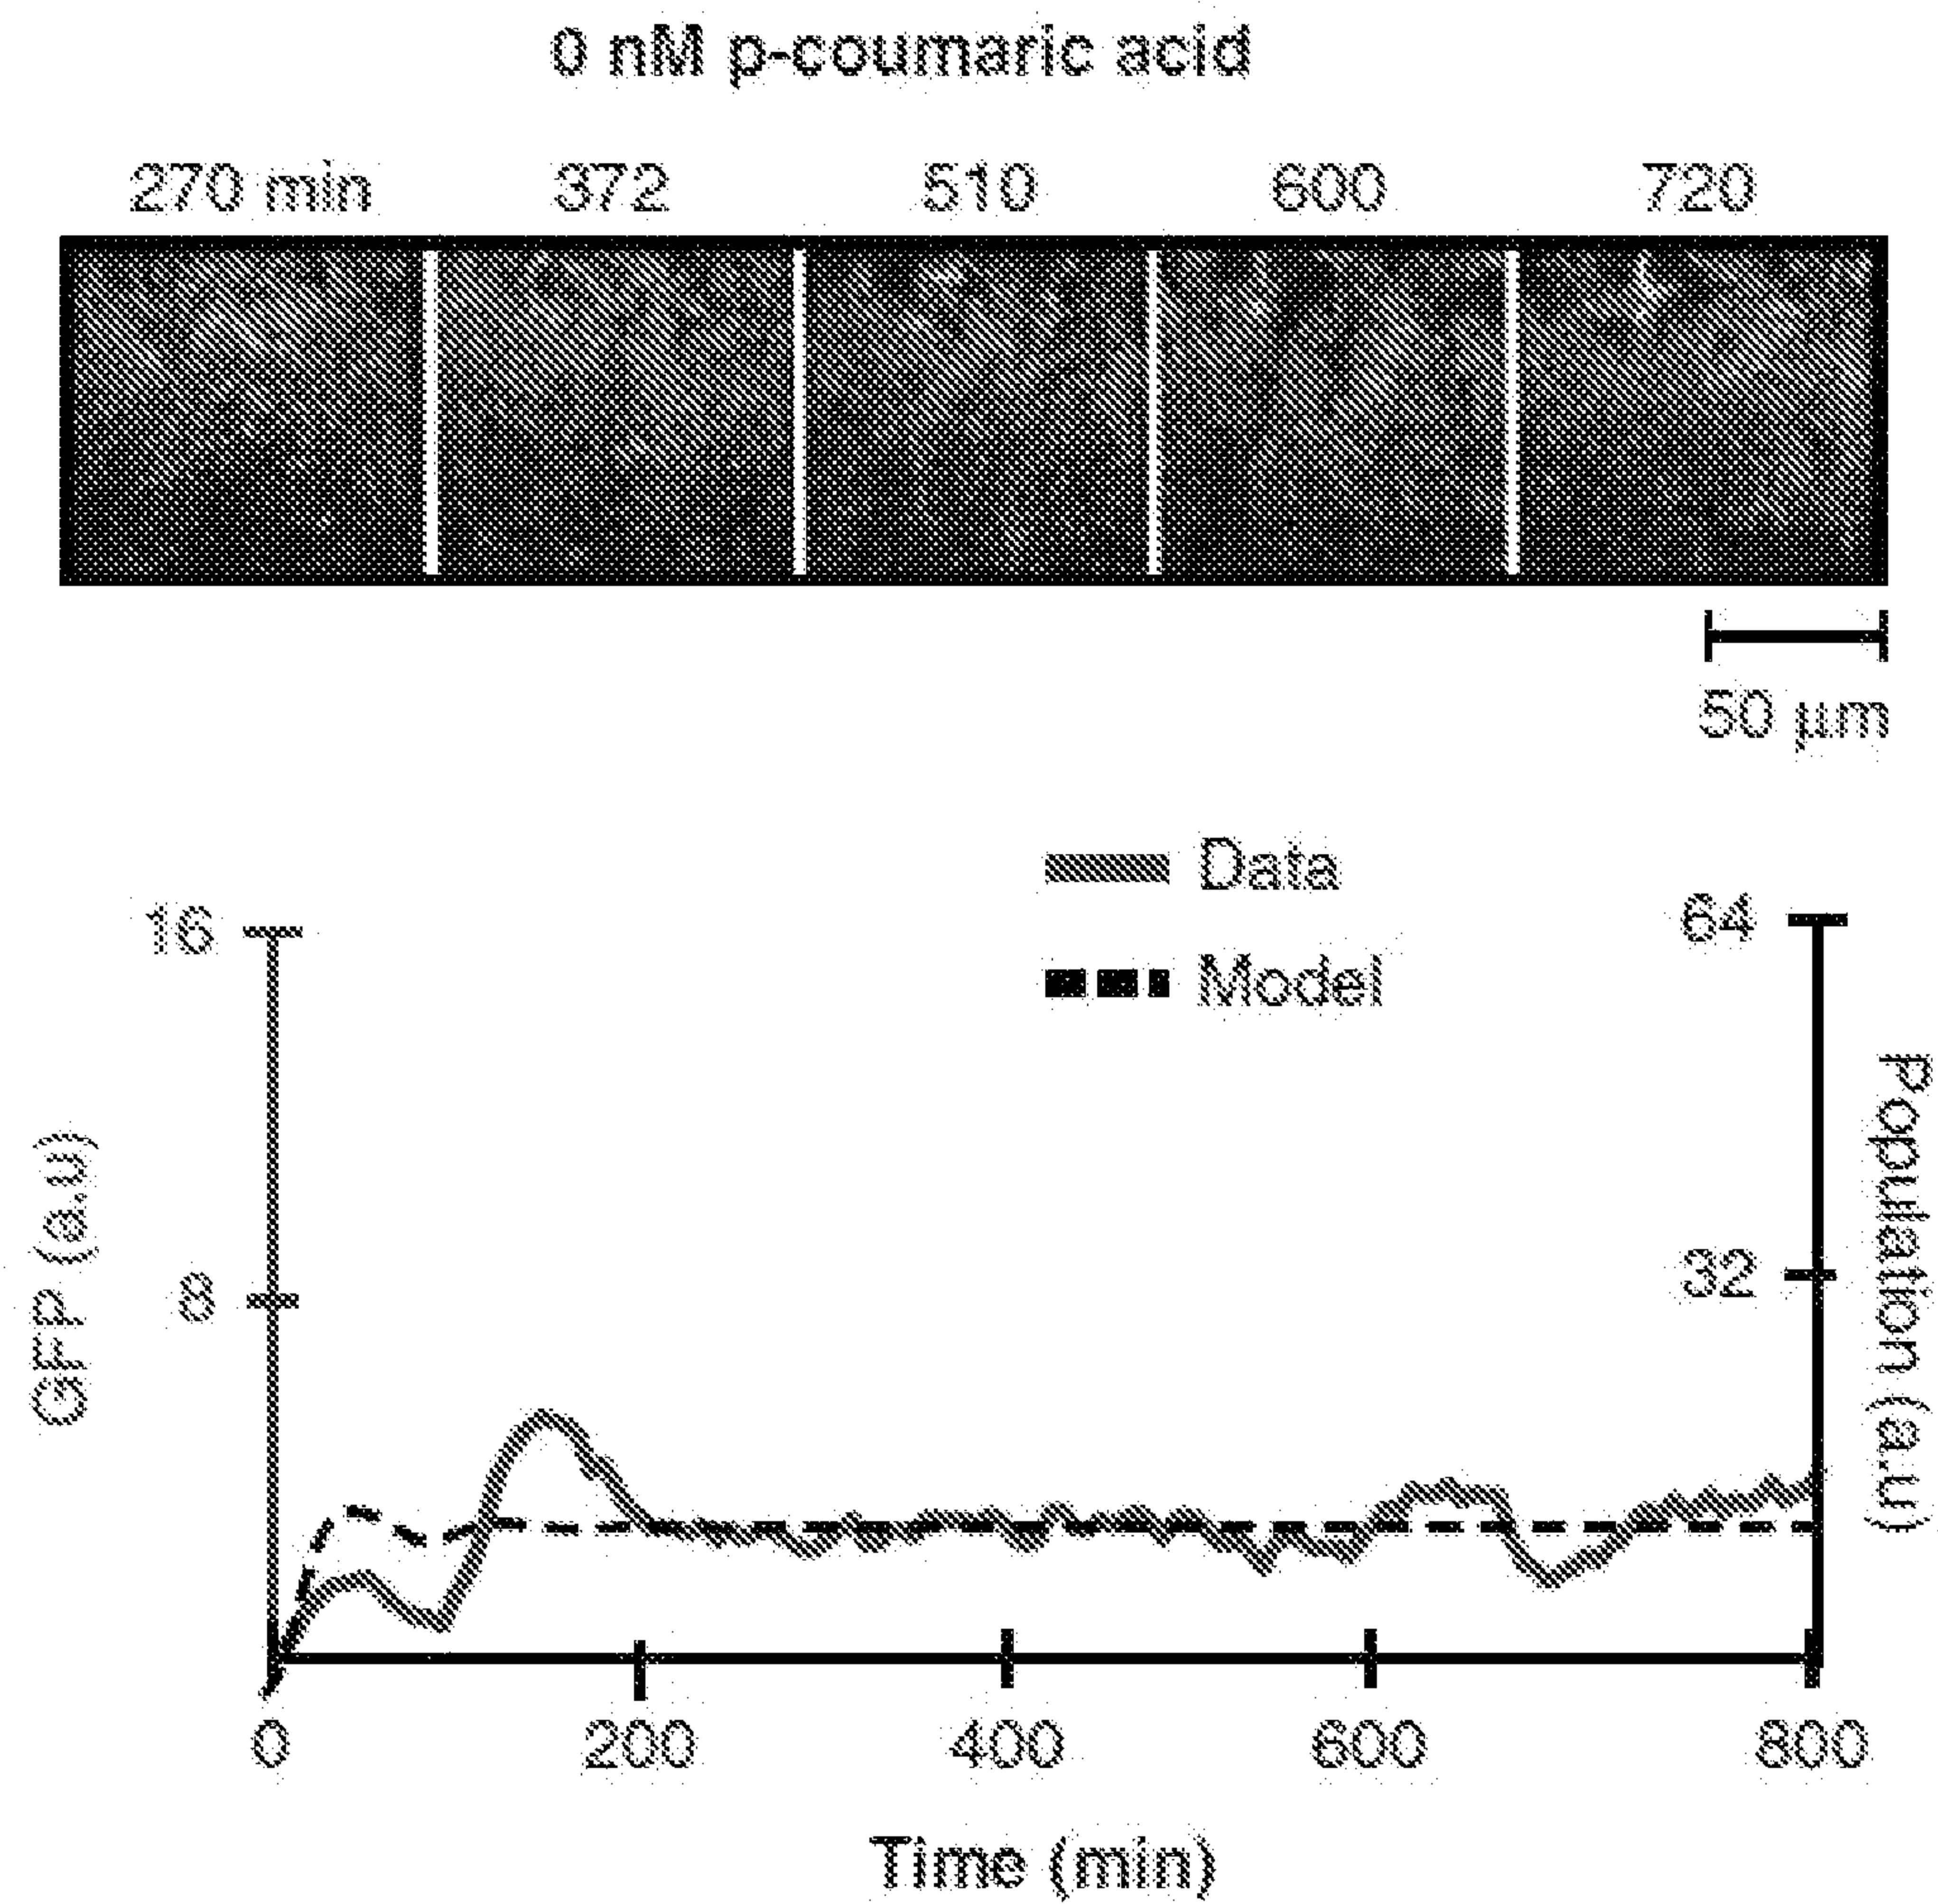 0 nM p-coumaric acid
270 min 372 510 600 720
50 μm
Data
Model
16
8
GFP (a.u)
64
32
Population (a.u)
0 200 400 600 800
Time (min)